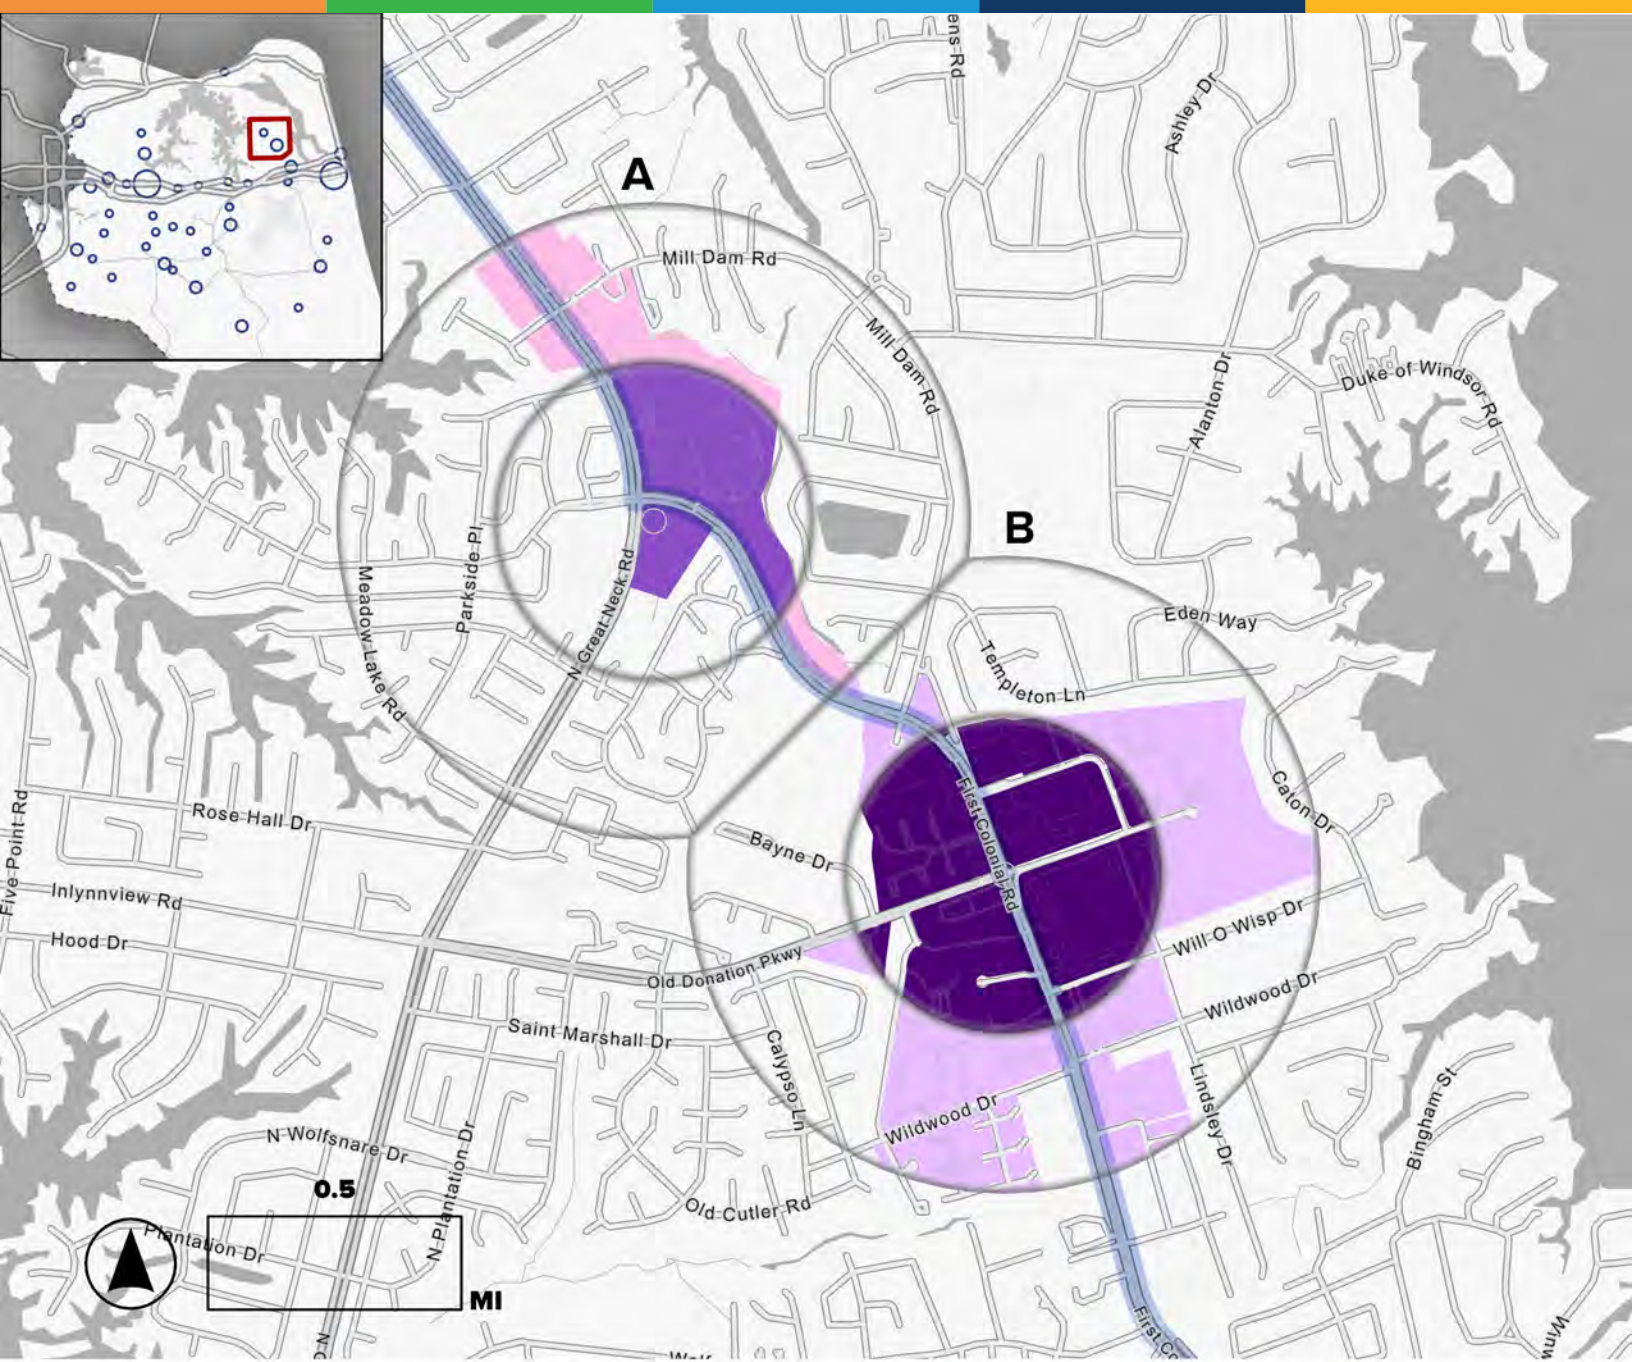 Ashley Dr
A
Mill Dam Rd
Mill Dam Rd
Duke of Windsor Rd
Alanton Dr
B
Parkside Pl
Meadow Lake Rd
N Great Neck Rd
Eden Way
Templeton Ln
Caton Dr
Five Point Rd
Rose Hall Dr
Bayne Dr
First Colonial Rd
Inlynnview Rd
Hood Dr
Will O Wisp Dr
Old Donation Pkwy
Wildwood Dr
Saint Marshall Dr
Calypso Ln
Lindsley Dr
Bingham St
Wildwood Dr
N Wolfsnare Dr
N Plantation Dr
0.5
Old Cutler Rd
Plantation Dr
MI
First Co